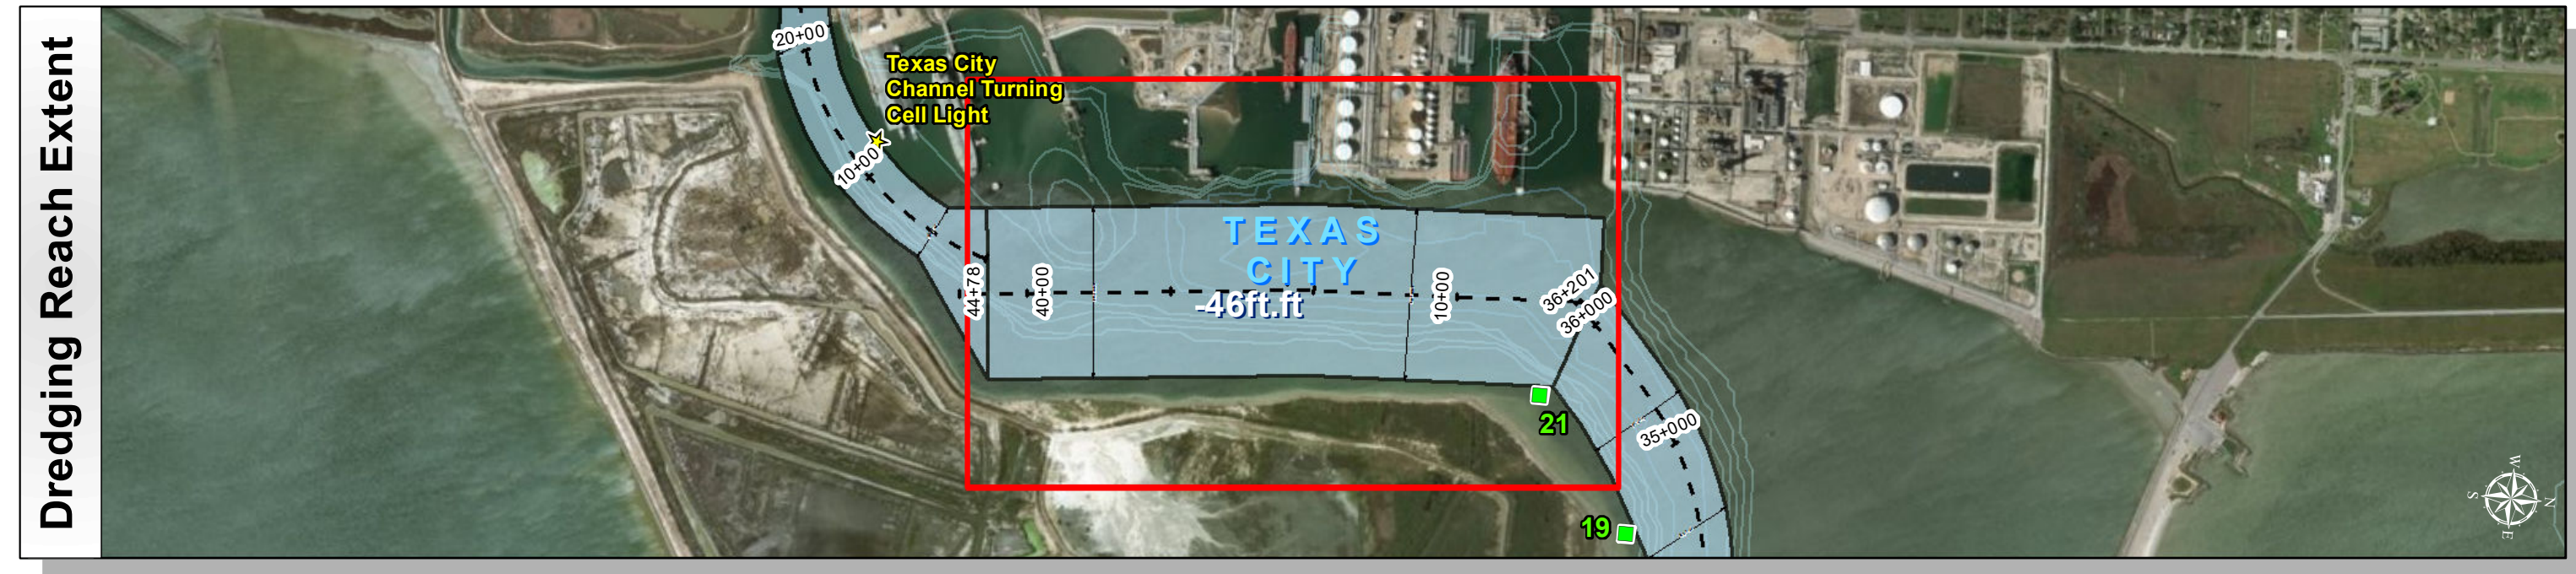 Dredging Reach Extent
20+00
Texas City
Channel Turning
Cell Light
10+00
TEXAS
CITY
-46ft.ft
44+78
40+00
10+00
36+201
36+000
21
35+000
19
W
S
N
E